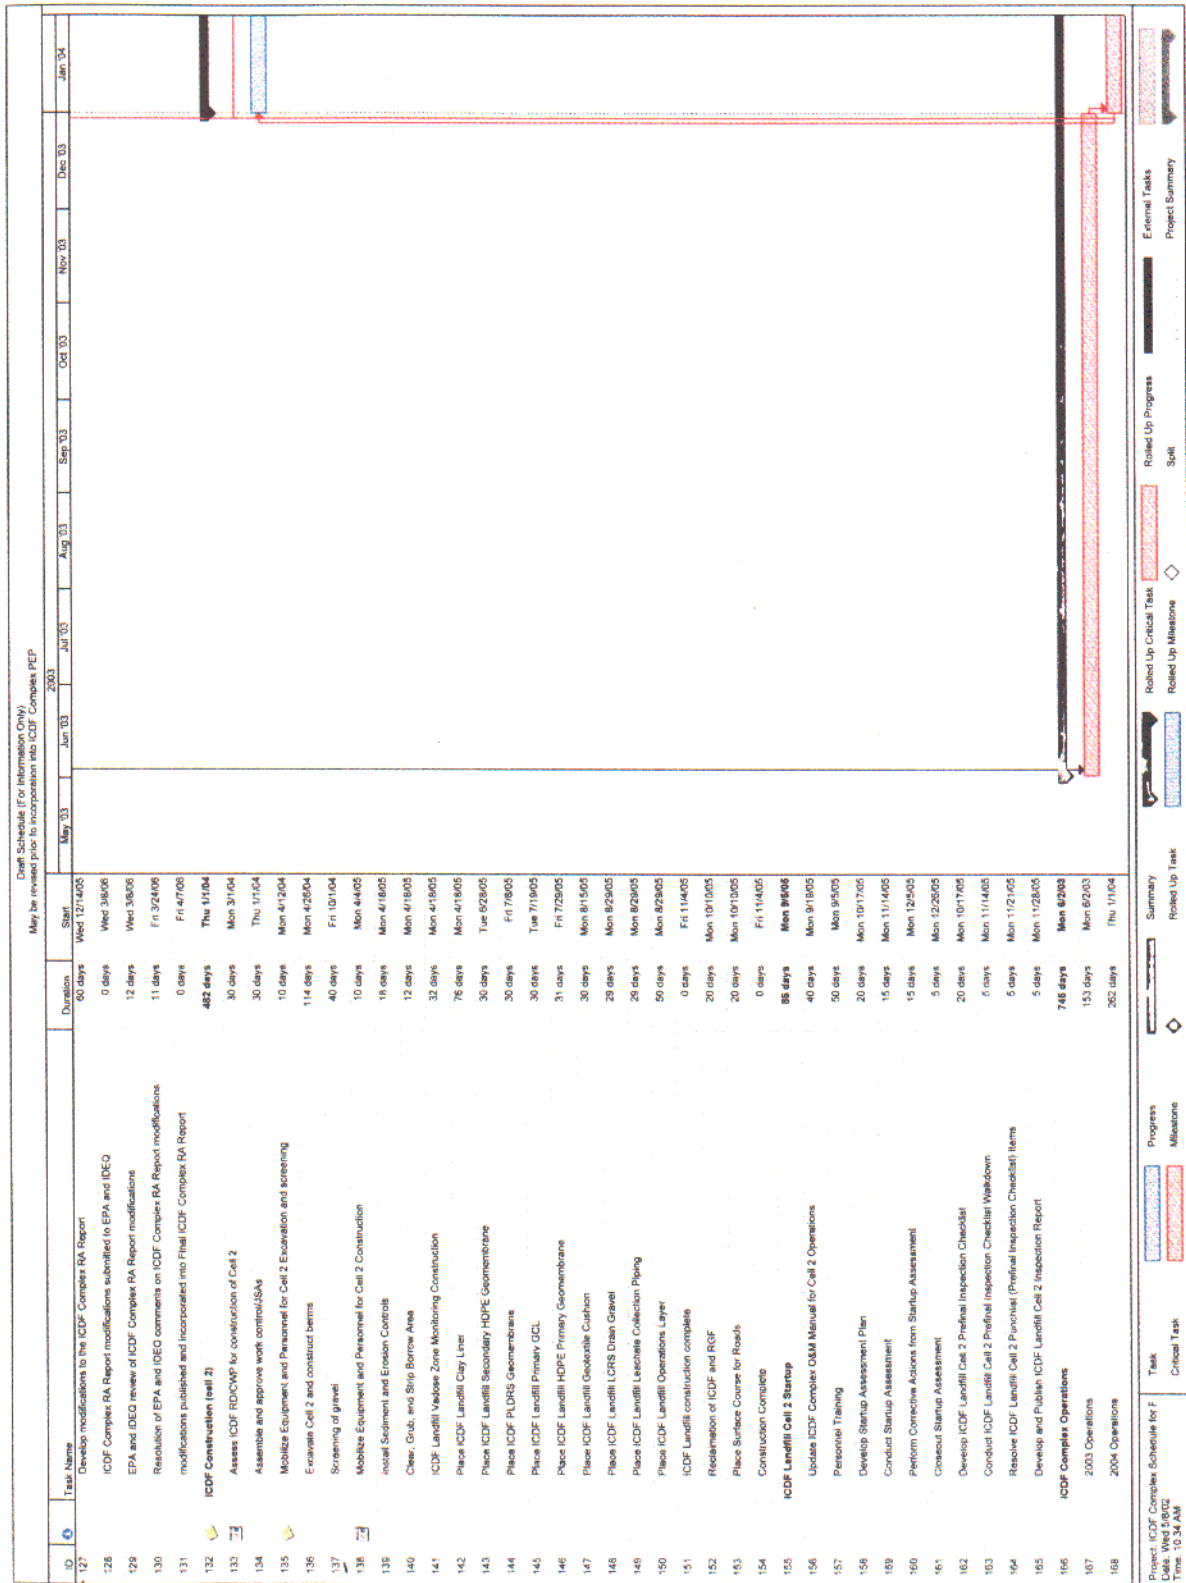 Draft Schedule (For Information Only)
May be revised prior to incorporation into ICDF Complex PEP
2003
ID Task Name Duration Start May '03 Jun '03 Jul '03 Aug '03 Sep '03 Oct '03 Nov '03 Dec '03 Jan '04
127 Develop modifications to the ICDF Complex RA Report 60 days Wed 12/14/05
128 ICDF Complex RA Report modifications submitted to EPA and IDEQ 0 days Wed 3/8/06
129 EPA and IDEQ review of ICDF Complex RA Report modifications 12 days Wed 3/8/06
130 Resolution of EPA and IDEQ comments on ICDF Complex RA Report modifications 11 days Fri 3/24/06
131 modifications published and incorporated into Final ICDF Complex RA Report 0 days Fri 4/7/06
132 ICDF Construction (cell 2) 482 days Thu 1/1/04
133 Assess ICDF RD/CWP for construction of Cell 2 30 days Mon 3/1/04
134 Assemble and approve work control/JSAs 30 days Thu 1/1/04
135 Mobilize Equipment and Personnel for Cell 2 Excavation and screening 10 days Mon 4/12/04
136 Excavate Cell 2 and construct berms 114 days Mon 4/26/04
137 Screening of gravel 40 days Fri 10/1/04
138 Mobilize Equipment and Personnel for Cell 2 Construction 10 days Mon 4/4/05
139 Install Sediment and Erosion Controls 18 days Mon 4/18/05
140 Clear, Grub, and Strip Borrow Area 12 days Mon 4/18/05
141 ICDF Landfill Vadose Zone Monitoring Construction 32 days Mon 4/18/05
142 Place ICDF Landfill Clay Liner 76 days Mon 4/18/05
143 Place ICDF Landfill Secondary HDPE Geomembrane 30 days Tue 6/28/05
144 Place ICDF PLDRS Geomembrane 30 days Fri 7/8/05
145 Place ICDF Landfill Primary GCL 30 days Tue 7/19/05
146 Place ICDF Landfill HDPE Primary Geomembrane 31 days Fri 7/29/05
147 Place ICDF Landfill Geotextile Cushion 30 days Mon 8/15/05
148 Place ICDF Landfill LCRS Drain Gravel 29 days Mon 8/29/05
149 Place ICDF Landfill Leachate Collection Piping 29 days Mon 8/29/05
150 Place ICDF Landfill Operations Layer 50 days Mon 8/29/05
151 ICDF Landfill construction complete 0 days Fri 11/4/05
152 Reclamation of ICDF and RGF 20 days Mon 10/10/05
153 Place Surface Course for Roads 20 days Mon 10/10/05
154 Construction Complete 0 days Fri 11/4/05
155 ICDF Landfill Cell 2 Startup 86 days Mon 9/5/05
156 Update ICDF Complex O&M Manual for Cell 2 Operations 40 days Mon 9/19/05
157 Personnel Training 50 days Mon 9/5/05
158 Develop Startup Assessment Plan 20 days Mon 10/17/05
159 Conduct Startup Assessment 15 days Mon 11/14/05
160 Perform Corrective Actions from Startup Assessment 15 days Mon 12/5/05
161 Closeout Startup Assessment 5 days Mon 12/26/05
162 Develop ICDF Landfill Cell 2 Prefinal Inspection Checklist 20 days Mon 10/17/05
163 Conduct ICDF Landfill Cell 2 Prefinal Inspection Checklist Walkdown 5 days Mon 11/14/05
164 Resolve ICDF Landfill Cell 2 Punchlist (Prefinal Inspection Checklist) Items 5 days Mon 11/21/05
165 Develop and Publish ICDF Landfill Cell 2 Inspection Report 5 days Mon 11/28/05
166 ICDF Complex Operations 746 days Mon 6/2/03
167 2003 Operations 153 days Mon 6/2/03
168 2004 Operations 262 days Thu 1/1/04
Project: ICDF Complex Schedule for F
Date: Wed 5/8/02
Time: 10:34 AM
Task Progress Summary Rolled Up Critical Task Rolled Up Progress External Tasks
Critical Task Milestone Rolled Up Task Rolled Up Milestone Split Project Summary